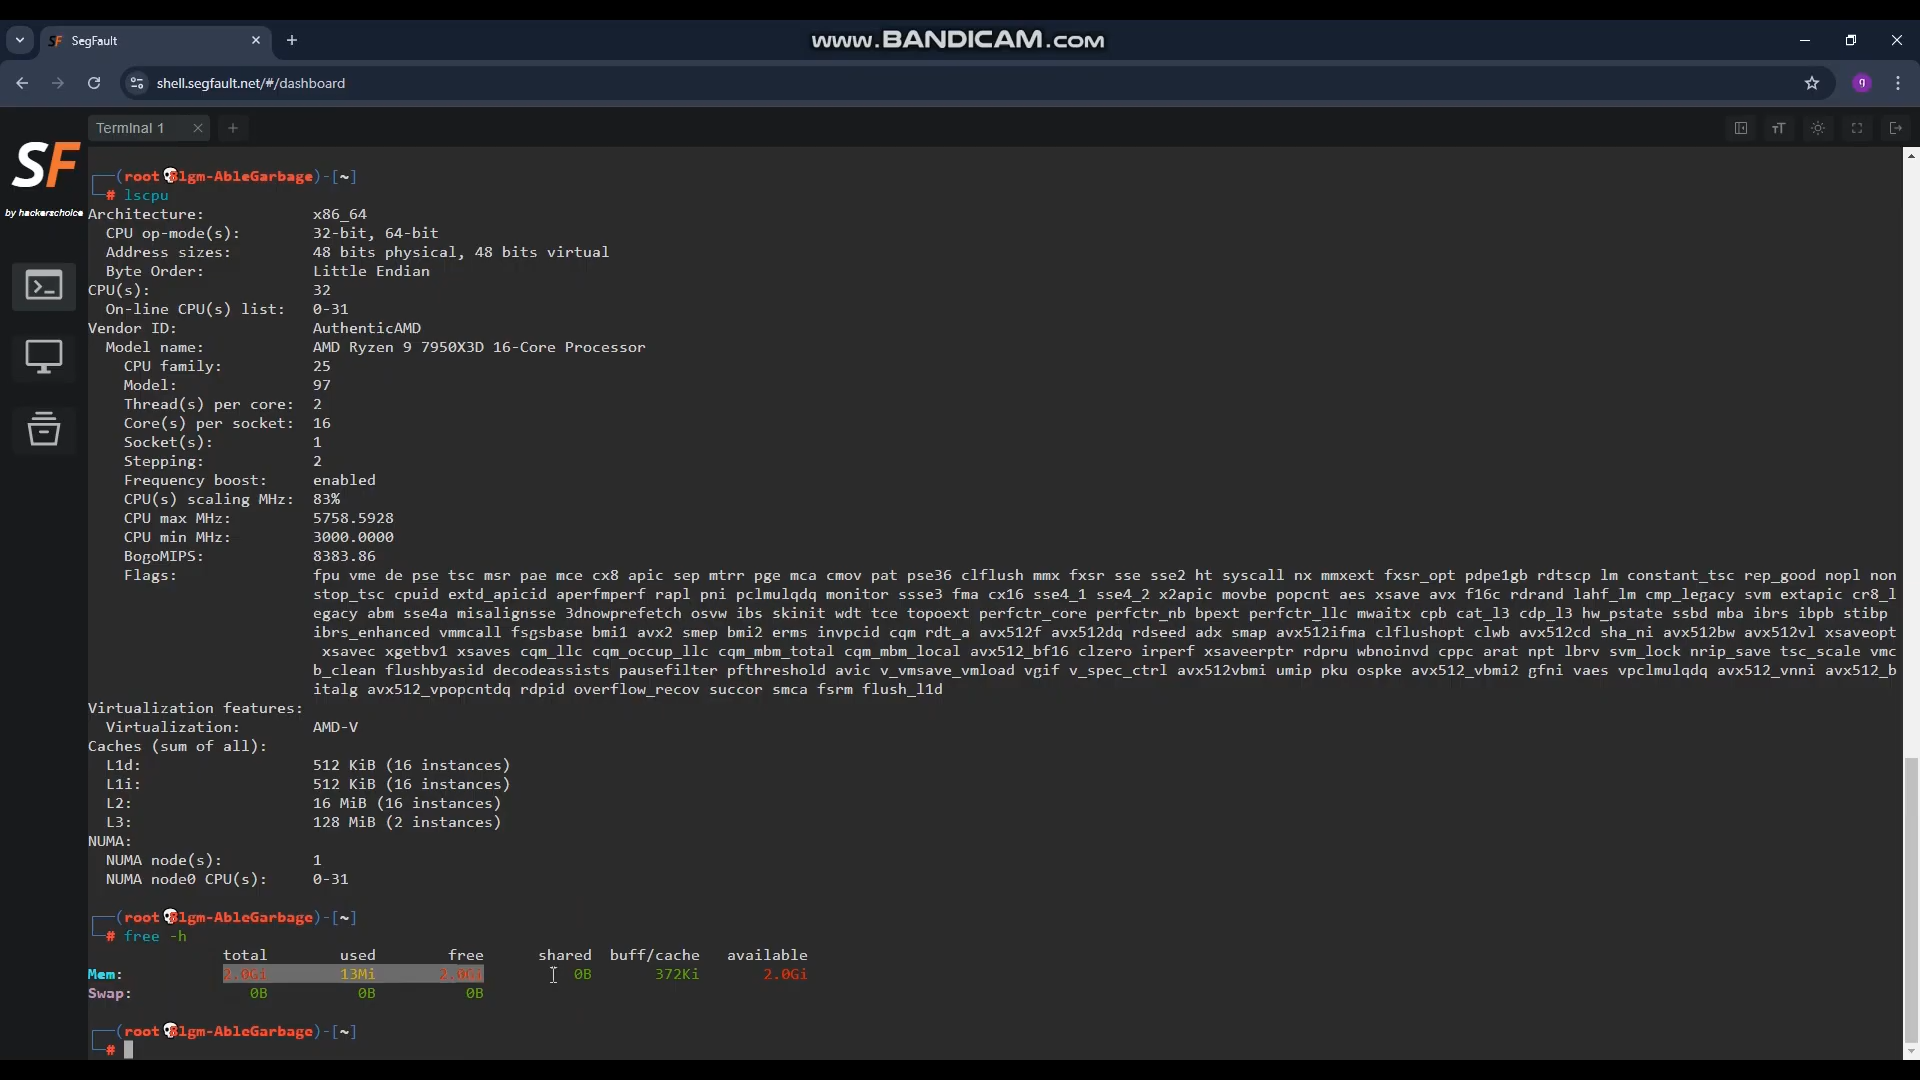 SegFault
www.BANDICAM.com
shell.segfault.net/#/dashboard
g
SF
by hackerschoice
Terminal 1
(root 8lgm-AbleGarbage)-[~]
# lscpu
Architecture: x86_64
CPU op-mode(s): 32-bit, 64-bit
Address sizes: 48 bits physical, 48 bits virtual
Byte Order: Little Endian
CPU(s): 32
On-line CPU(s) list: 0-31
Vendor ID: AuthenticAMD
Model name: AMD Ryzen 9 7950X3D 16-Core Processor
CPU family: 25
Model: 97
Thread(s) per core: 2
Core(s) per socket: 16
Socket(s): 1
Stepping: 2
Frequency boost: enabled
CPU(s) scaling MHz: 83%
CPU max MHz: 5758.5928
CPU min MHz: 3000.0000
BogoMIPS: 8383.86
Flags: fpu vme de pse tsc msr pae mce cx8 apic sep mtrr pge mca cmov pat pse36 clflush mmx fxsr sse sse2 ht syscall nx mmxext fxsr_opt pdpe1gb rdtscp lm constant_tsc rep_good nopl non
stop_tsc cpuid extd_apicid aperfmperf rapl pni pclmulqdq monitor ssse3 fma cx16 sse4_1 sse4_2 x2apic movbe popcnt aes xsave avx f16c rdrand lahf_lm cmp_legacy svm extapic cr8_l
egacy abm sse4a misalignsse 3dnowprefetch osvw ibs skinit wdt tce topoext perfctr_core perfctr_nb bpext perfctr_llc mwaitx cpb cat_l3 cdp_l3 hw_pstate ssbd mba ibrs ibpb stibp
ibrs_enhanced vmmcall fsgsbase bmi1 avx2 smep bmi2 erms invpcid cqm rdt_a avx512f avx512dq rdseed adx smap avx512ifma clflushopt clwb avx512cd sha_ni avx512bw avx512vl xsaveopt
xsavec xgetbv1 xsaves cqm_llc cqm_occup_llc cqm_mbm_total cqm_mbm_local avx512_bf16 clzero irperf xsaveerptr rdpru wbnoinvd cppc arat npt lbrv svm_lock nrip_save tsc_scale vmc
b_clean flushbyasid decodeassists pausefilter pfthreshold avic v_vmsave_vmload vgif v_spec_ctrl avx512vbmi umip pku ospke avx512_vbmi2 gfni vaes vpclmulqdq avx512_vnni avx512_b
italg avx512_vpopcntdq rdpid overflow_recov succor smca fsrm flush_l1d
Virtualization features:
Virtualization: AMD-V
Caches (sum of all):
L1d: 512 KiB (16 instances)
L1i: 512 KiB (16 instances)
L2: 16 MiB (16 instances)
L3: 128 MiB (2 instances)
NUMA:
NUMA node(s): 1
NUMA node0 CPU(s): 0-31
(root 8lgm-AbleGarbage)-[~]
# free -h
total used free shared buff/cache available
Mem: 2.0Gi 13Mi 2.0Gi 0B 372Ki 2.0Gi
Swap: 0B 0B 0B
(root 8lgm-AbleGarbage)-[~]
#